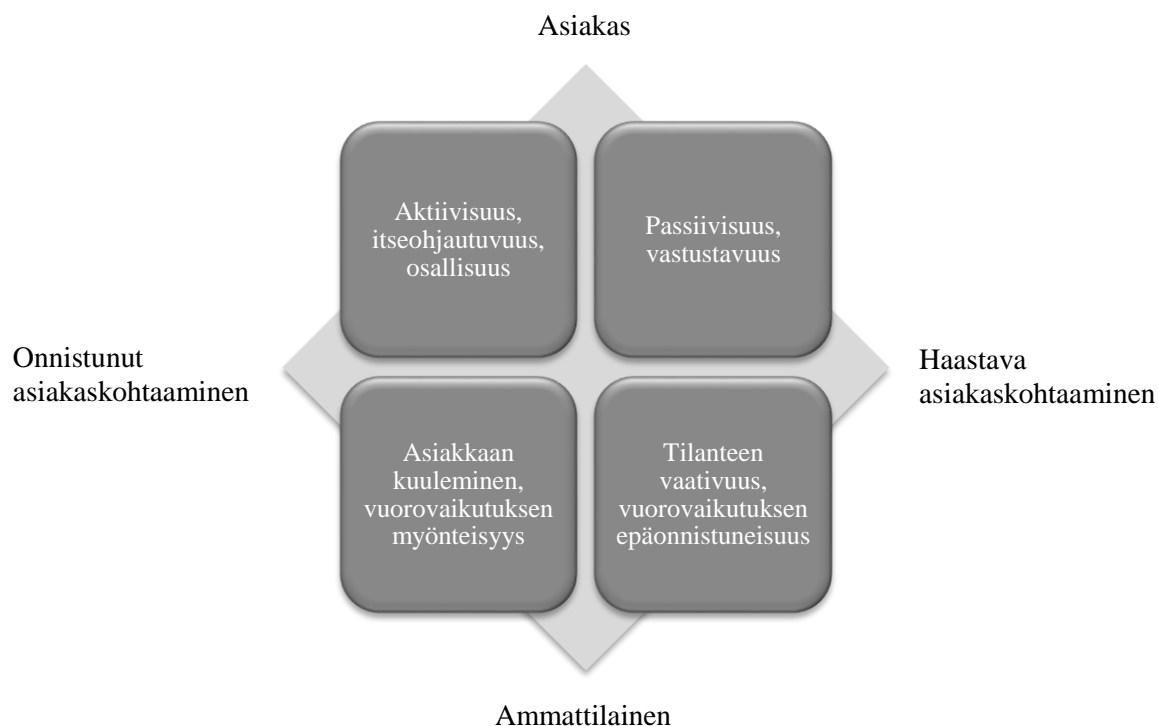 Asiakas
Aktiivisuus,
itseohjautuvuus,
osallisuus
Passiivisuus,
vastustavuus
Onnistunut
asiakaskohtaaminen
Haastava
asiakaskohtaaminen
Asiakkaan
kuuleminen,
vuorovaikutuksen
myönteisyys
Tilanteen
vaativuus,
vuorovaikutuksen
epäonnistuneisuus
Ammattilainen